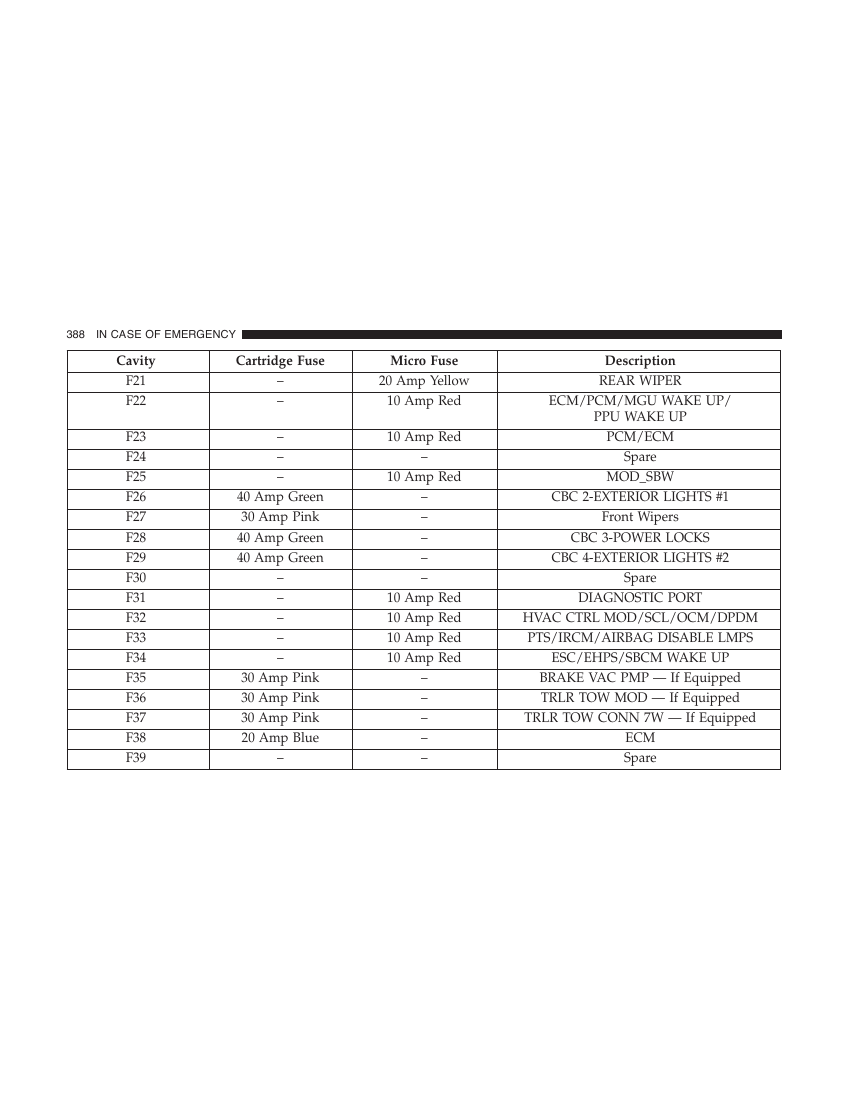 388 IN CASE OF EMERGENCY
Cavity Cartridge Fuse Micro Fuse Description
F21 – 20 Amp Yellow REAR WIPER
F22 – 10 Amp Red ECM/PCM/MGU WAKE UP/
PPU WAKE UP
F23 – 10 Amp Red PCM/ECM
F24 – – Spare
F25 – 10 Amp Red MOD_SBW
F26 40 Amp Green – CBC 2-EXTERIOR LIGHTS #1
F27 30 Amp Pink – Front Wipers
F28 40 Amp Green – CBC 3-POWER LOCKS
F29 40 Amp Green – CBC 4-EXTERIOR LIGHTS #2
F30 – – Spare
F31 – 10 Amp Red DIAGNOSTIC PORT
F32 – 10 Amp Red HVAC CTRL MOD/SCL/OCM/DPDM
F33 – 10 Amp Red PTS/IRCM/AIRBAG DISABLE LMPS
F34 – 10 Amp Red ESC/EHPS/SBCM WAKE UP
F35 30 Amp Pink – BRAKE VAC PMP — If Equipped
F36 30 Amp Pink – TRLR TOW MOD — If Equipped
F37 30 Amp Pink – TRLR TOW CONN 7W — If Equipped
F38 20 Amp Blue – ECM
F39 – – Spare